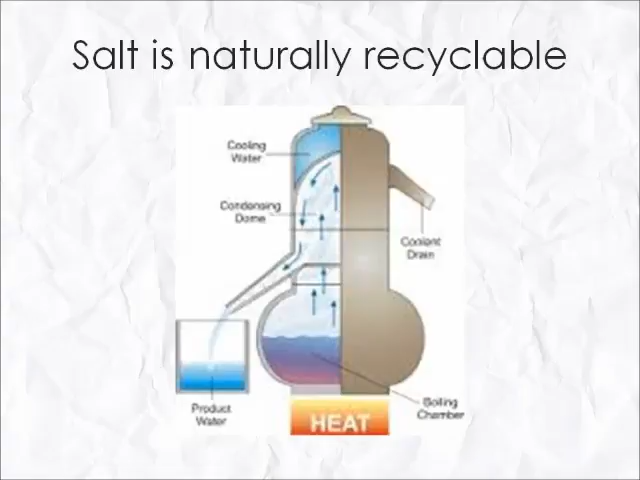 Salt is naturally recyclable
Cooling
Water
Condensing
Dome
Coolant
Drain
Product
Water
Boiling
Chamber
HEAT